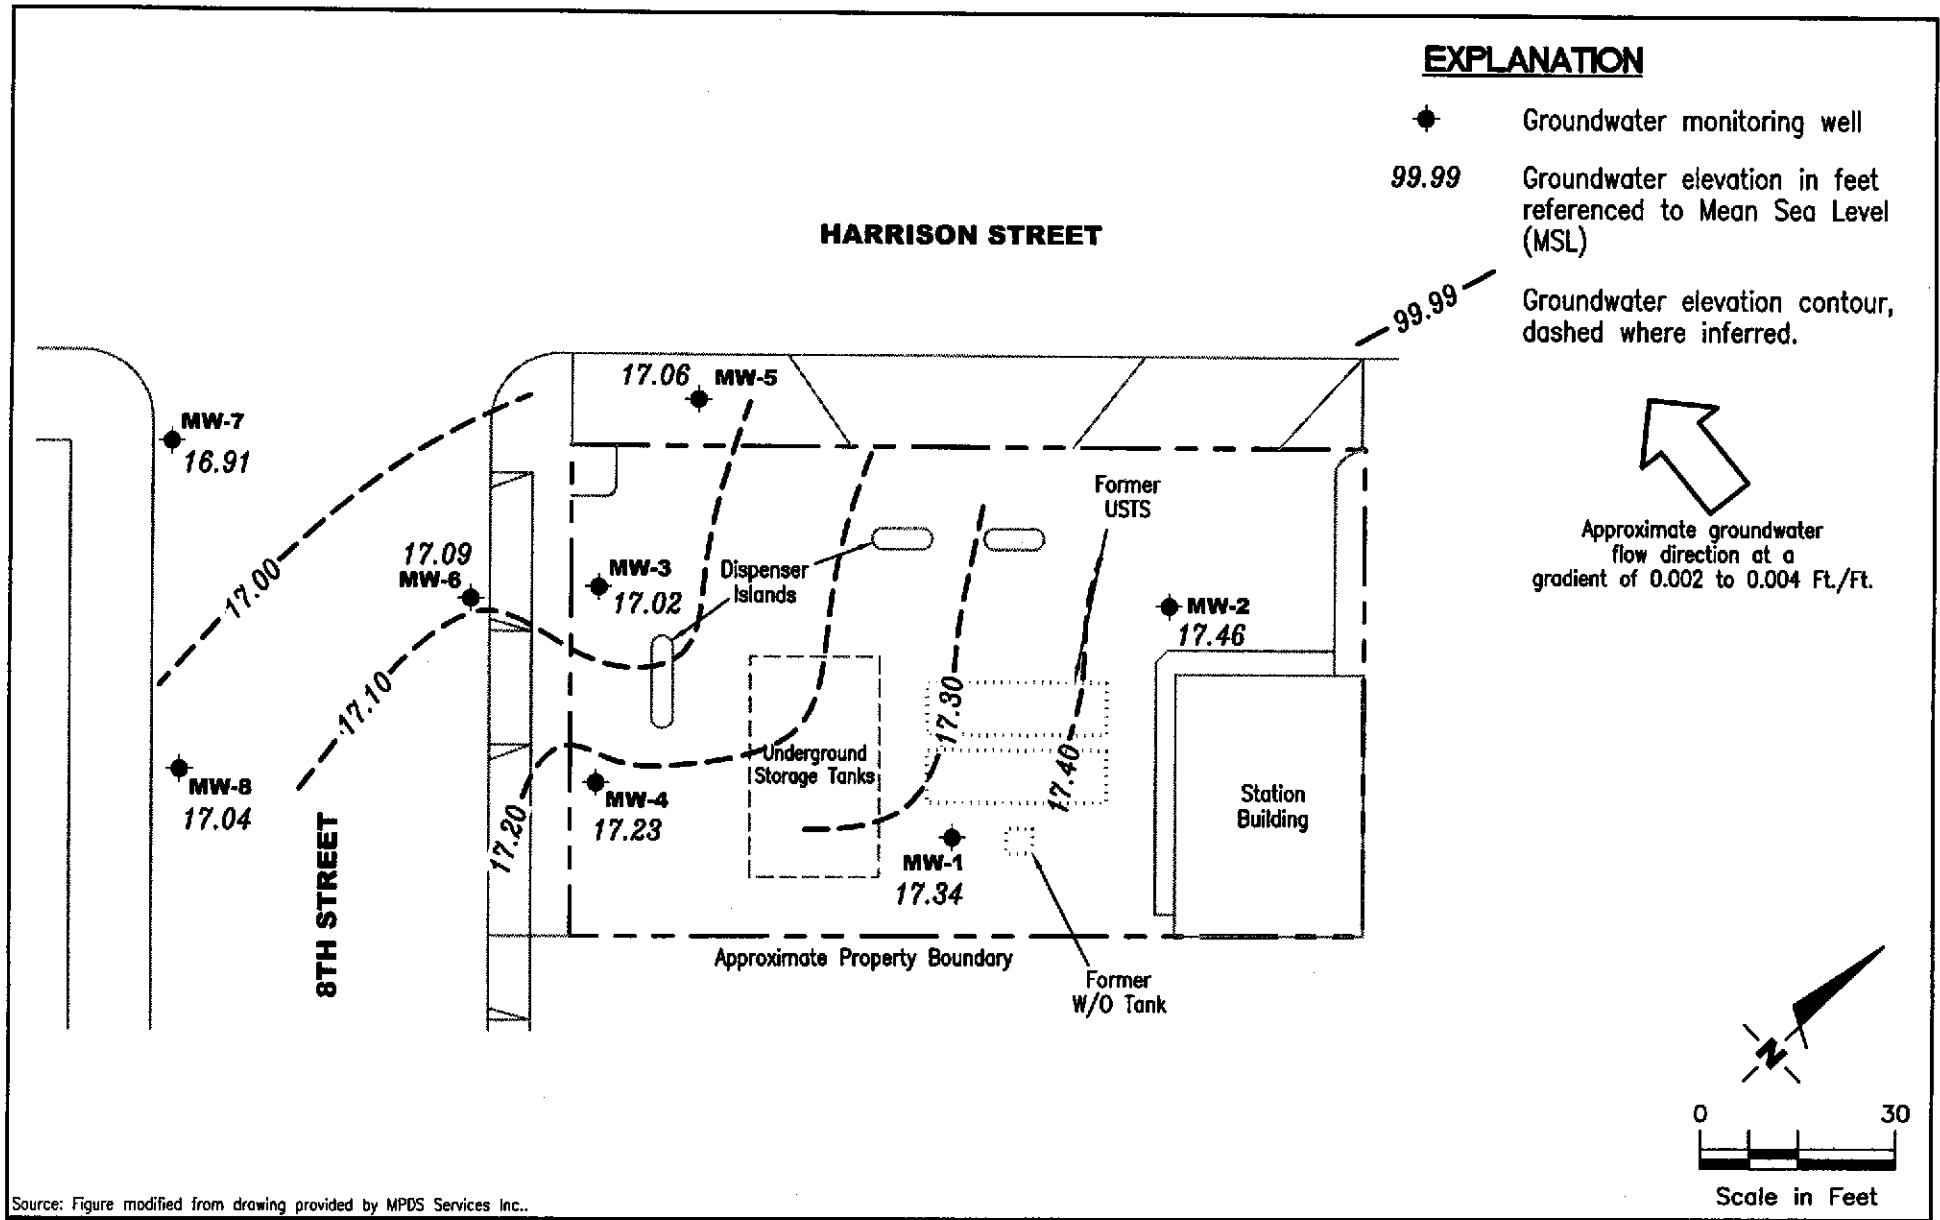 EXPLANATION
Groundwater monitoring well
99.99
Groundwater elevation in feet
referenced to Mean Sea Level
(MSL)
99.99
Groundwater elevation contour,
dashed where inferred.
Approximate groundwater
flow direction at a
gradient of 0.002 to 0.004 Ft./Ft.
HARRISON STREET
17.06 MW-5
MW-7
16.91
17.00
17.09
MW-6
MW-3
17.02
Dispenser
Islands
Former
USTS
MW-2
17.46
17.10
17.30
17.40
MW-8
17.04
Underground
Storage Tanks
MW-4
17.23
17.20
Station
Building
MW-1
17.34
8TH STREET
Approximate Property Boundary
Former
W/O Tank
N
0 30
Scale in Feet
Source: Figure modified from drawing provided by MPDS Services Inc..